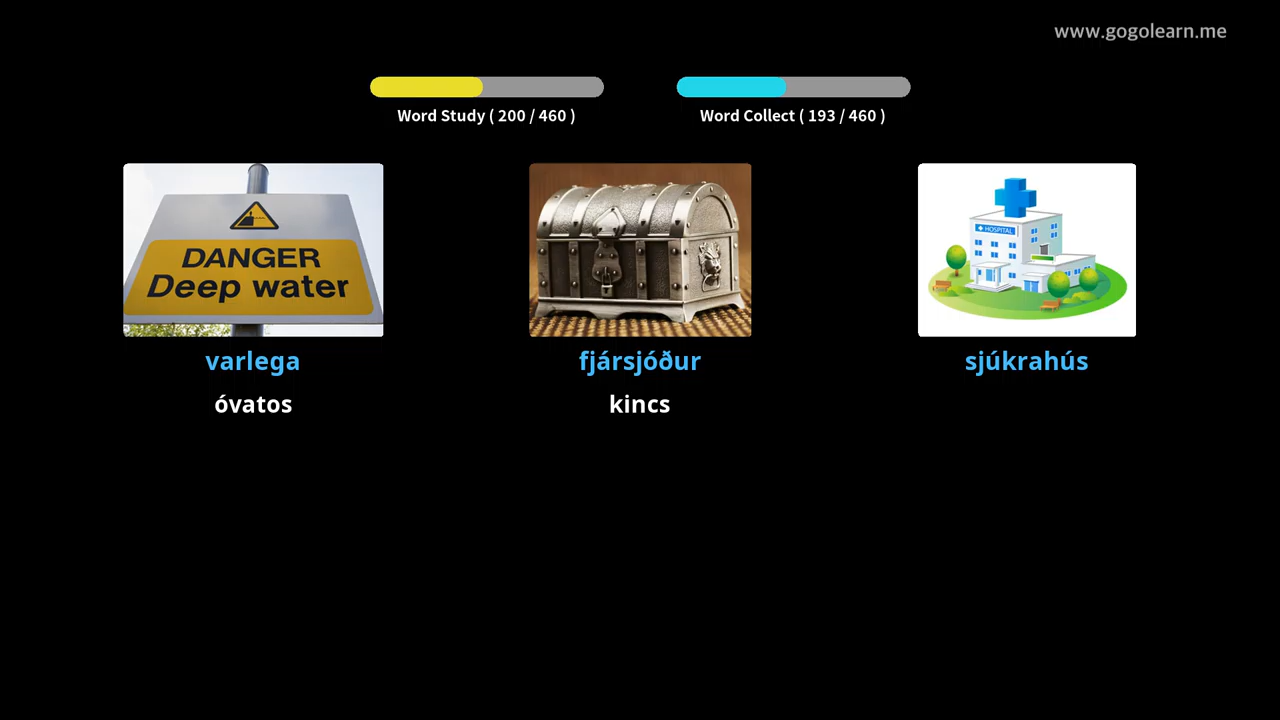 www.gogolearn.me
Word Study ( 200 / 460 )
Word Collect ( 193 / 460 )
DANGER
Deep water
HOSPITAL
varlega
fjársjóður
sjúkrahús
óvatos
kincs